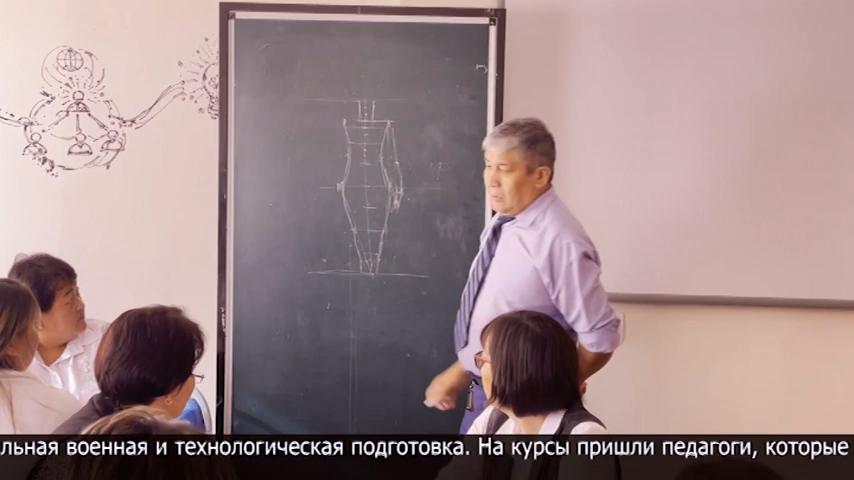 льная военная и технологическая подготовка. На курсы пришли педагоги, которые